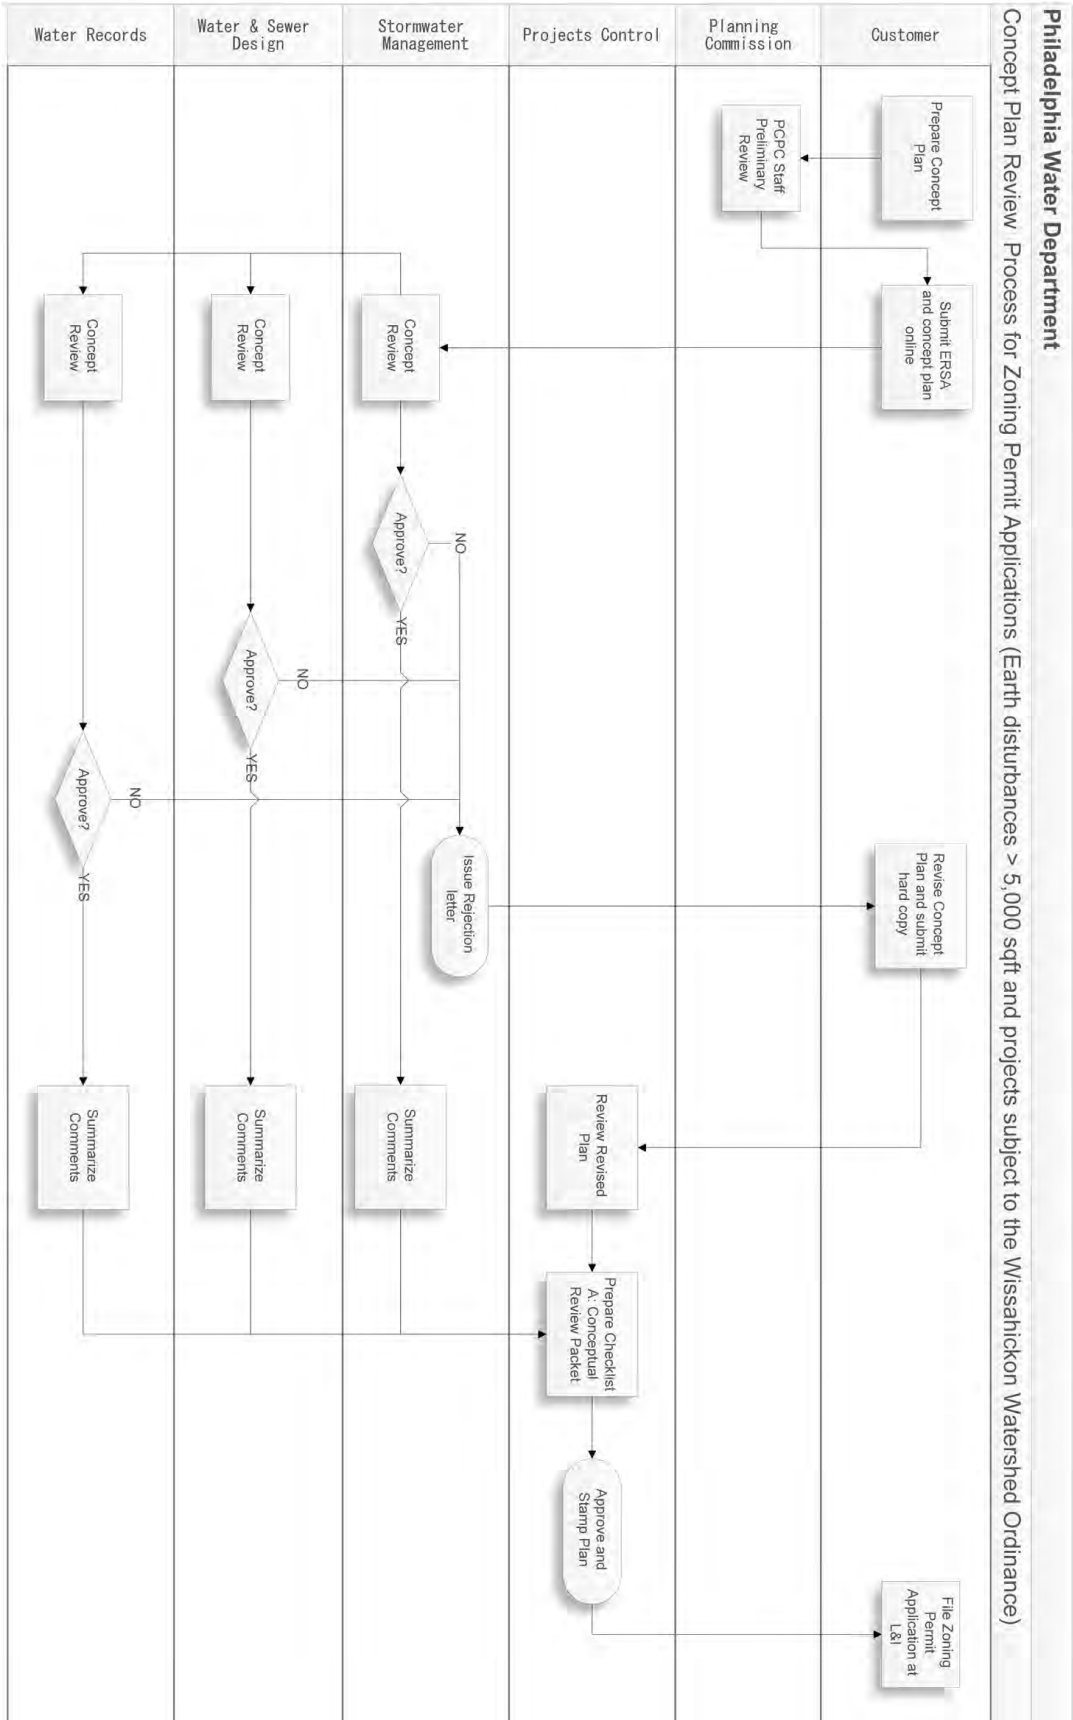 Philadelphia Water Department
Concept Plan Review Process for Zoning Permit Applications (Earth disturbances > 5,000 sqft and projects subject to the Wissahickon Watershed Ordinance)
Customer
Prepare Concept
Plan
Submit ERSA
and concept plan
online
Revise Concept
Plan and submit
hard copy
File Zoning
Permit
Application at
L&I
Planning
Commission
PCPC Staff
Preliminary
Review
Projects Control
Review Revised
Plan
Prepare Checklist
A: Conceptual
Review Packet
Approve and
Stamp Plan
Stormwater
Management
Concept
Review
Approve?
NO
YES
Issue Rejection
letter
Summarize
Comments
Water & Sewer
Design
Concept
Review
Approve?
NO
YES
Summarize
Comments
Water Records
Concept
Review
Approve?
NO
YES
Summarize
Comments